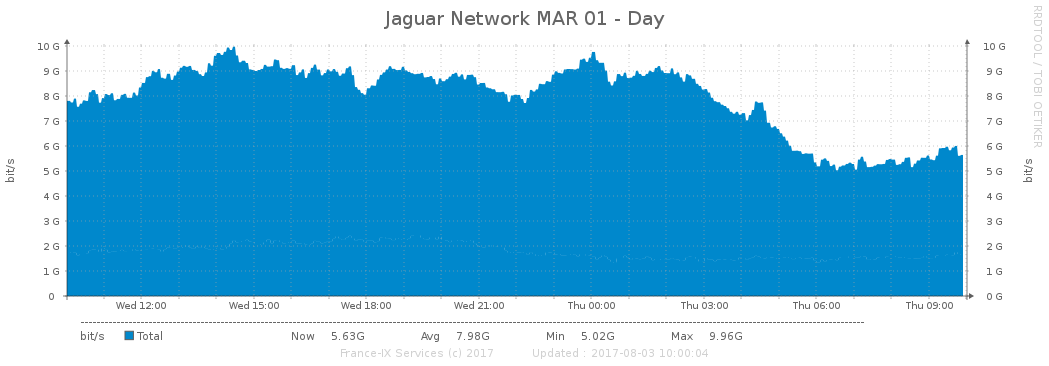 Jaguar Network MAR 01 - Day
RRDTOOL / TOBI OETIKER
bit/s
bit/s
10 G 10 G
9 G 9 G
8 G 8 G
7 G 7 G
6 G 6 G
5 G 5 G
4 G 4 G
3 G 3 G
2 G 2 G
1 G 1 G
0 0 G
Wed 12:00 Wed 15:00 Wed 18:00 Wed 21:00 Thu 00:00 Thu 03:00 Thu 06:00 Thu 09:00
bit/s Total Now 5.63G Avg 7.98G Min 5.02G Max 9.96G
France-IX Services (c) 2017 Updated : 2017-08-03 10:00:04